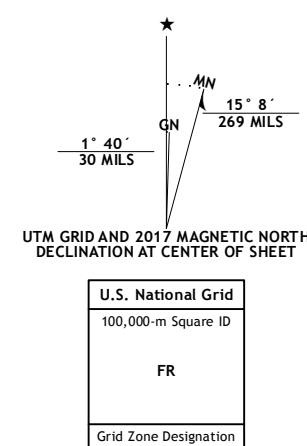 ★
MN
GN
15° 8´
269 MILS
1° 40´
30 MILS
UTM GRID AND 2017 MAGNETIC NORTH
DECLINATION AT CENTER OF SHEET
U.S. National Grid
100,000-m Square ID
FR
Grid Zone Designation